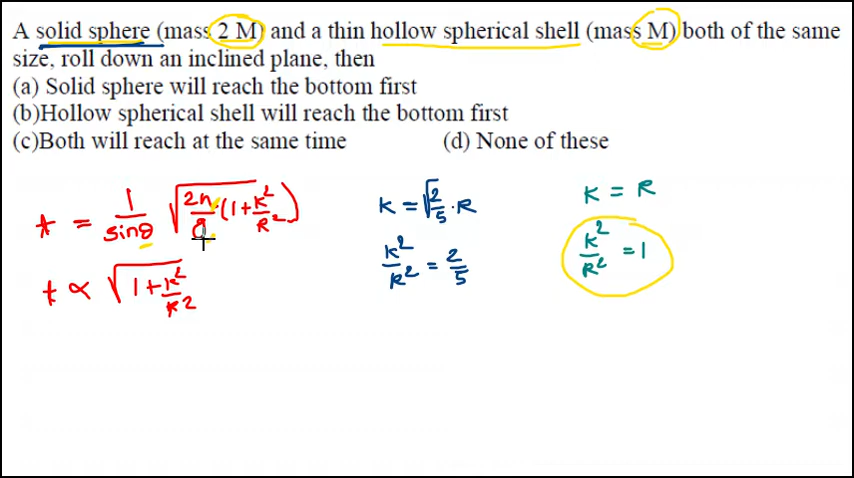 A solid sphere (mass 2 M) and a thin hollow spherical shell (mass M) both of the same
size, roll down an inclined plane, then
(a) Solid sphere will reach the bottom first
(b)Hollow spherical shell will reach the bottom first
(c)Both will reach at the same time (d) None of these
t = 1/sinθ √(2h/g (1+k²/R²))
t ∝ √(1+k²/R²)
K = √(2/5) · R
k²/R² = 2/5
K = R
k²/R² = 1